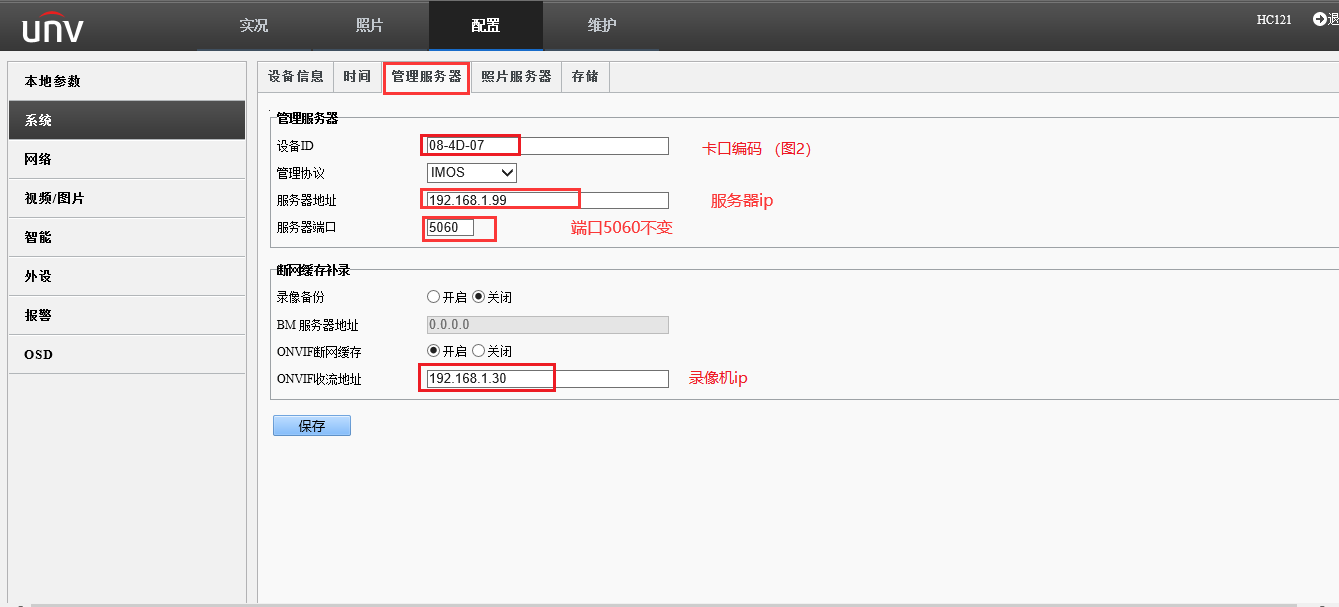 unv 实况 照片 配置 维护 HC121 退
本地参数
系统
网络
视频/图片
智能
外设
报警
OSD
设备信息 时间 管理服务器 照片服务器 存储
管理服务器
设备ID 08-4D-07 卡口编码 (图2)
管理协议 IMOS
服务器地址 192.168.1.99 服务器ip
服务器端口 5060 端口5060不变
断网缓存补录
录像备份 开启 关闭
BM 服务器地址 0.0.0.0
ONVIF断网缓存 开启 关闭
ONVIF收流地址 192.168.1.30 录像机ip
保存